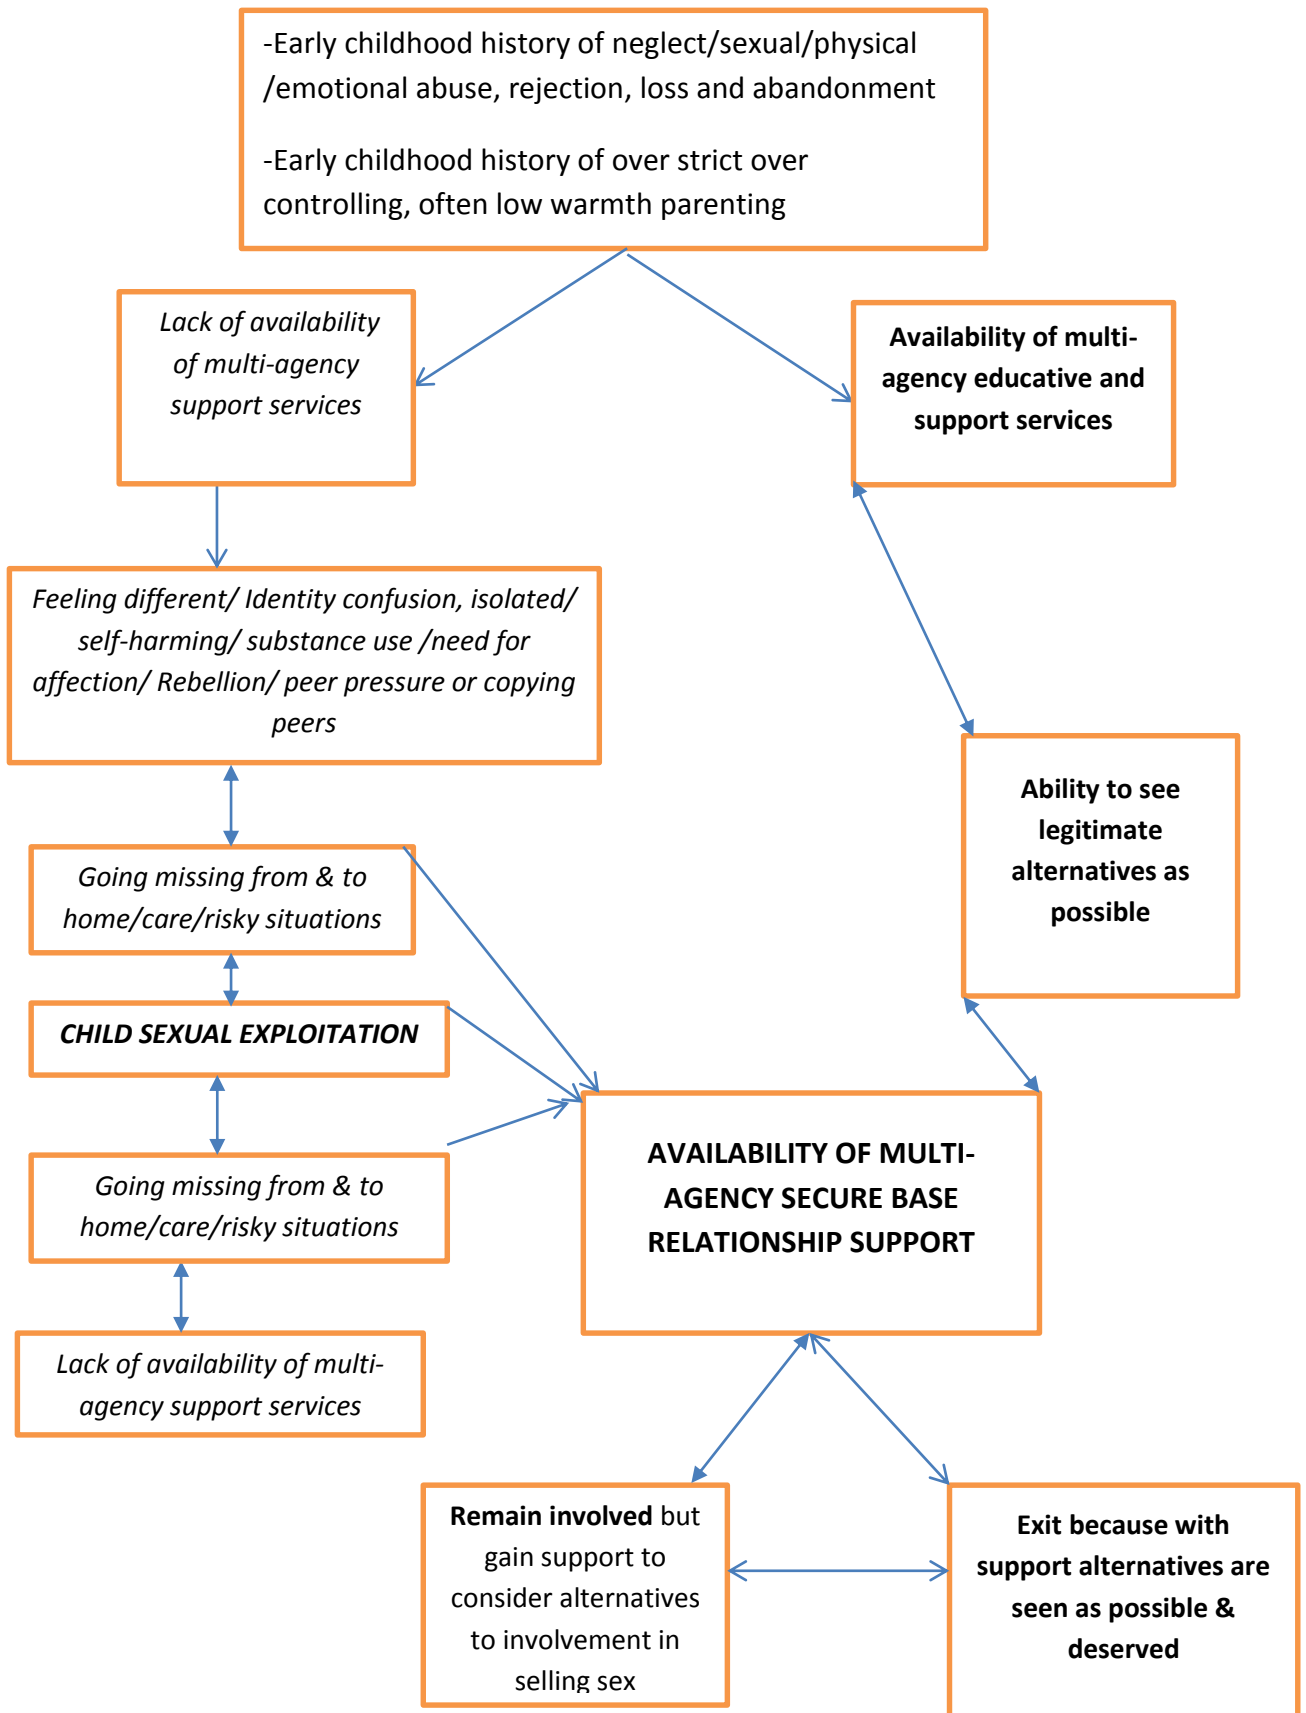 -Early childhood history of neglect/sexual/physical
/emotional abuse, rejection, loss and abandonment
-Early childhood history of over strict over
controlling, often low warmth parenting
Lack of availability
of multi-agency
support services
Availability of multi-
agency educative and
support services
Feeling different/ Identity confusion, isolated/
self-harming/ substance use /need for
affection/ Rebellion/ peer pressure or copying
peers
Ability to see
legitimate
alternatives as
possible
Going missing from & to
home/care/risky situations
CHILD SEXUAL EXPLOITATION
AVAILABILITY OF MULTI-
AGENCY SECURE BASE
RELATIONSHIP SUPPORT
Going missing from & to
home/care/risky situations
Lack of availability of multi-
agency support services
Remain involved but
gain support to
consider alternatives
to involvement in
selling sex
Exit because with
support alternatives are
seen as possible &
deserved